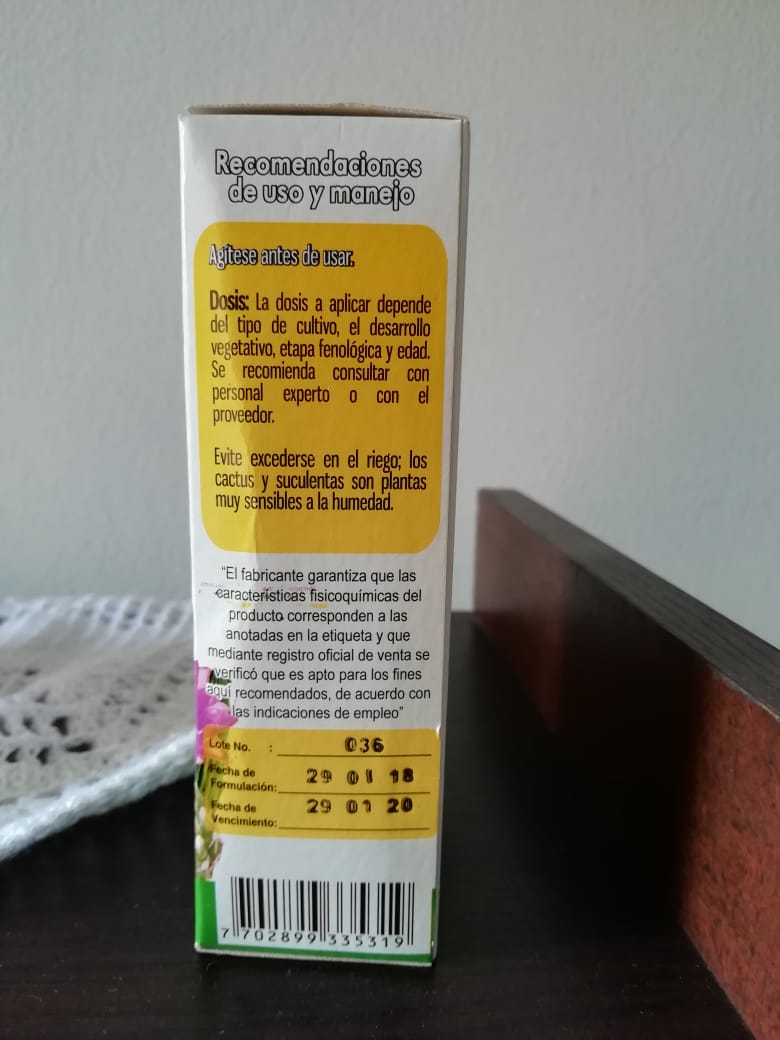 Recomendaciones
de uso y manejo
Agítese antes de usar.
Dosis: La dosis a aplicar depende
del tipo de cultivo, el desarrollo
vegetativo, etapa fenológica y edad.
Se recomienda consultar con
personal experto o con el
proveedor.
Evite excederse en el riego; los
cactus y suculentas son plantas
muy sensibles a la humedad.
"El fabricante garantiza que las
características fisicoquímicas del
producto corresponden a las
anotadas en la etiqueta y que
mediante registro oficial de venta se
verificó que es apto para los fines
aquí recomendados, de acuerdo con
las indicaciones de empleo"
Lote No. : 036
Fecha de
Formulación: 29 01 18
Fecha de
Vencimiento: 29 01 20
7 702899 335319